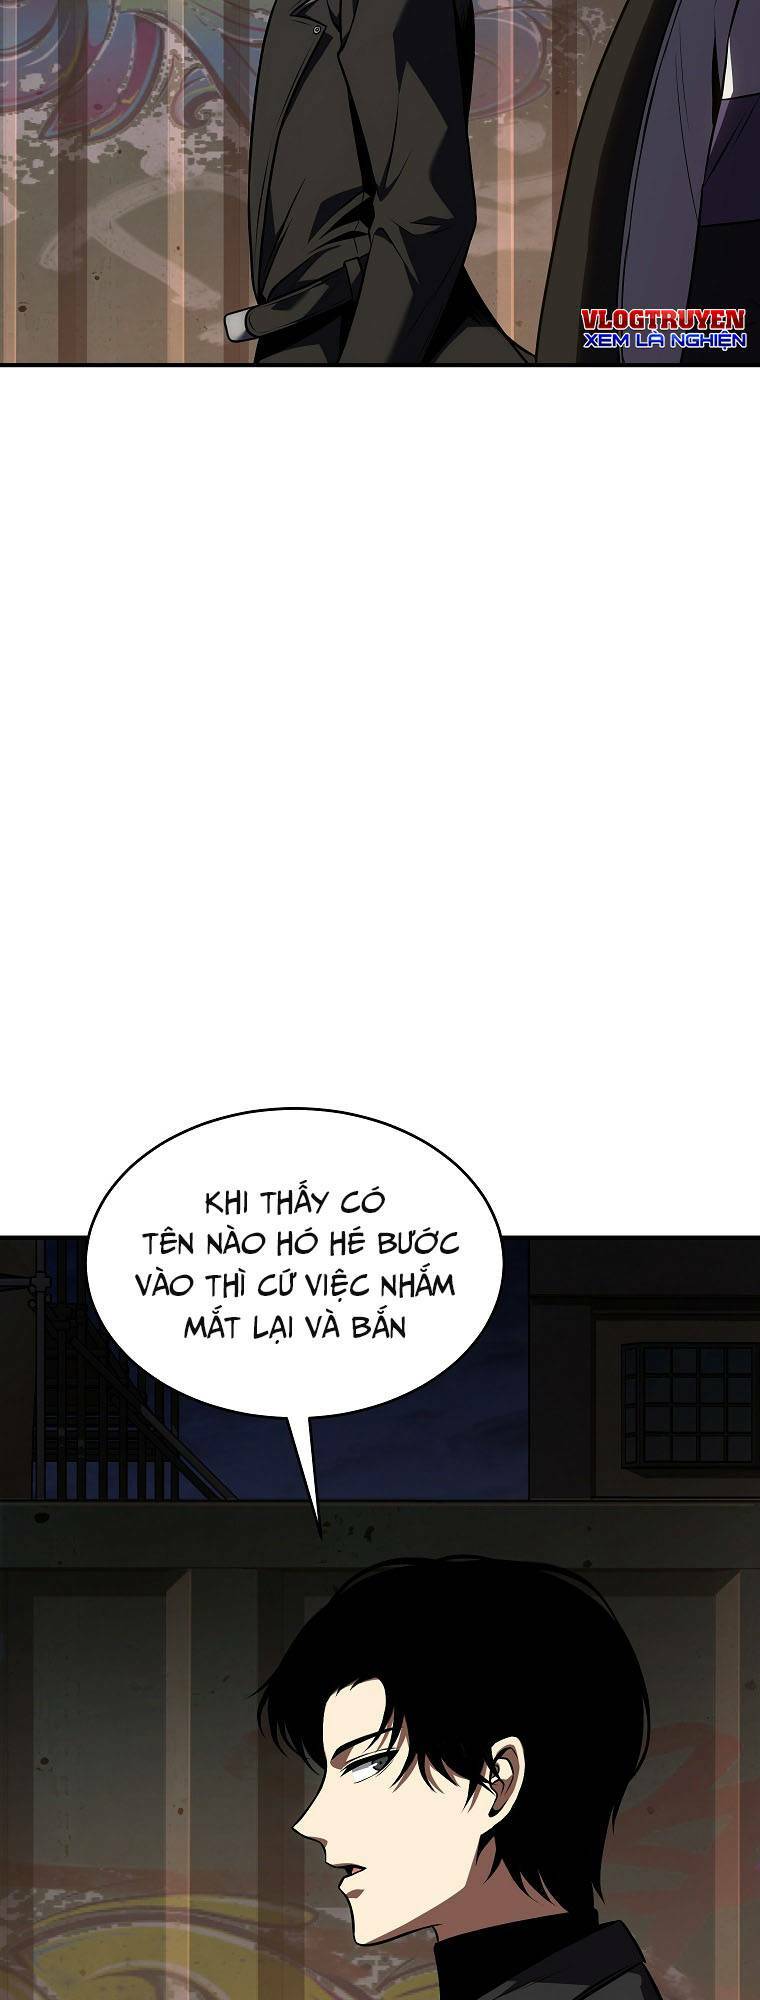 VLOGTRUYEN
XEM LÀ NGHIỆN
KHI THẤY CÓ
TÊN NÀO HÓ HÉ BƯỚC
VÀO THÌ CỨ VIỆC NHẮM
MẮT LẠI VÀ BẮN